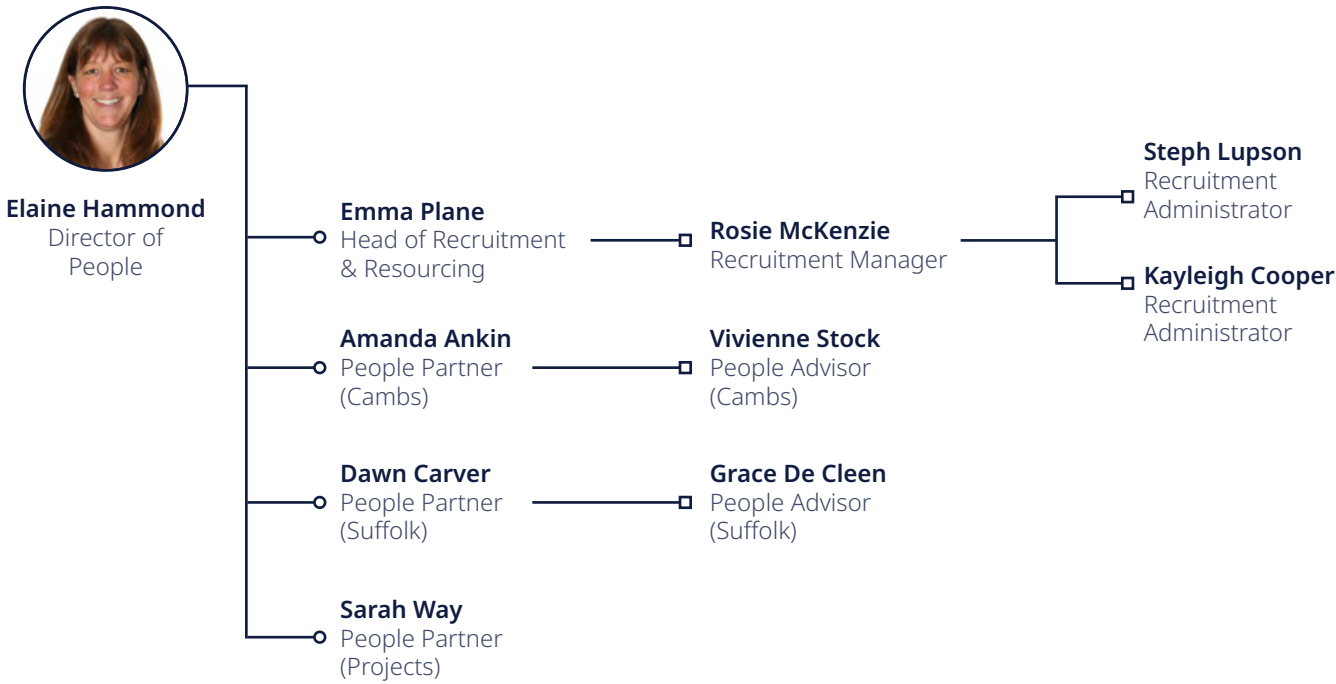 Elaine Hammond
Director of
People
Emma Plane
Head of Recruitment
& Resourcing
Rosie McKenzie
Recruitment Manager
Steph Lupson
Recruitment
Administrator
Kayleigh Cooper
Recruitment
Administrator
Amanda Ankin
People Partner
(Cambs)
Vivienne Stock
People Advisor
(Cambs)
Dawn Carver
People Partner
(Suffolk)
Grace De Cleen
People Advisor
(Suffolk)
Sarah Way
People Partner
(Projects)